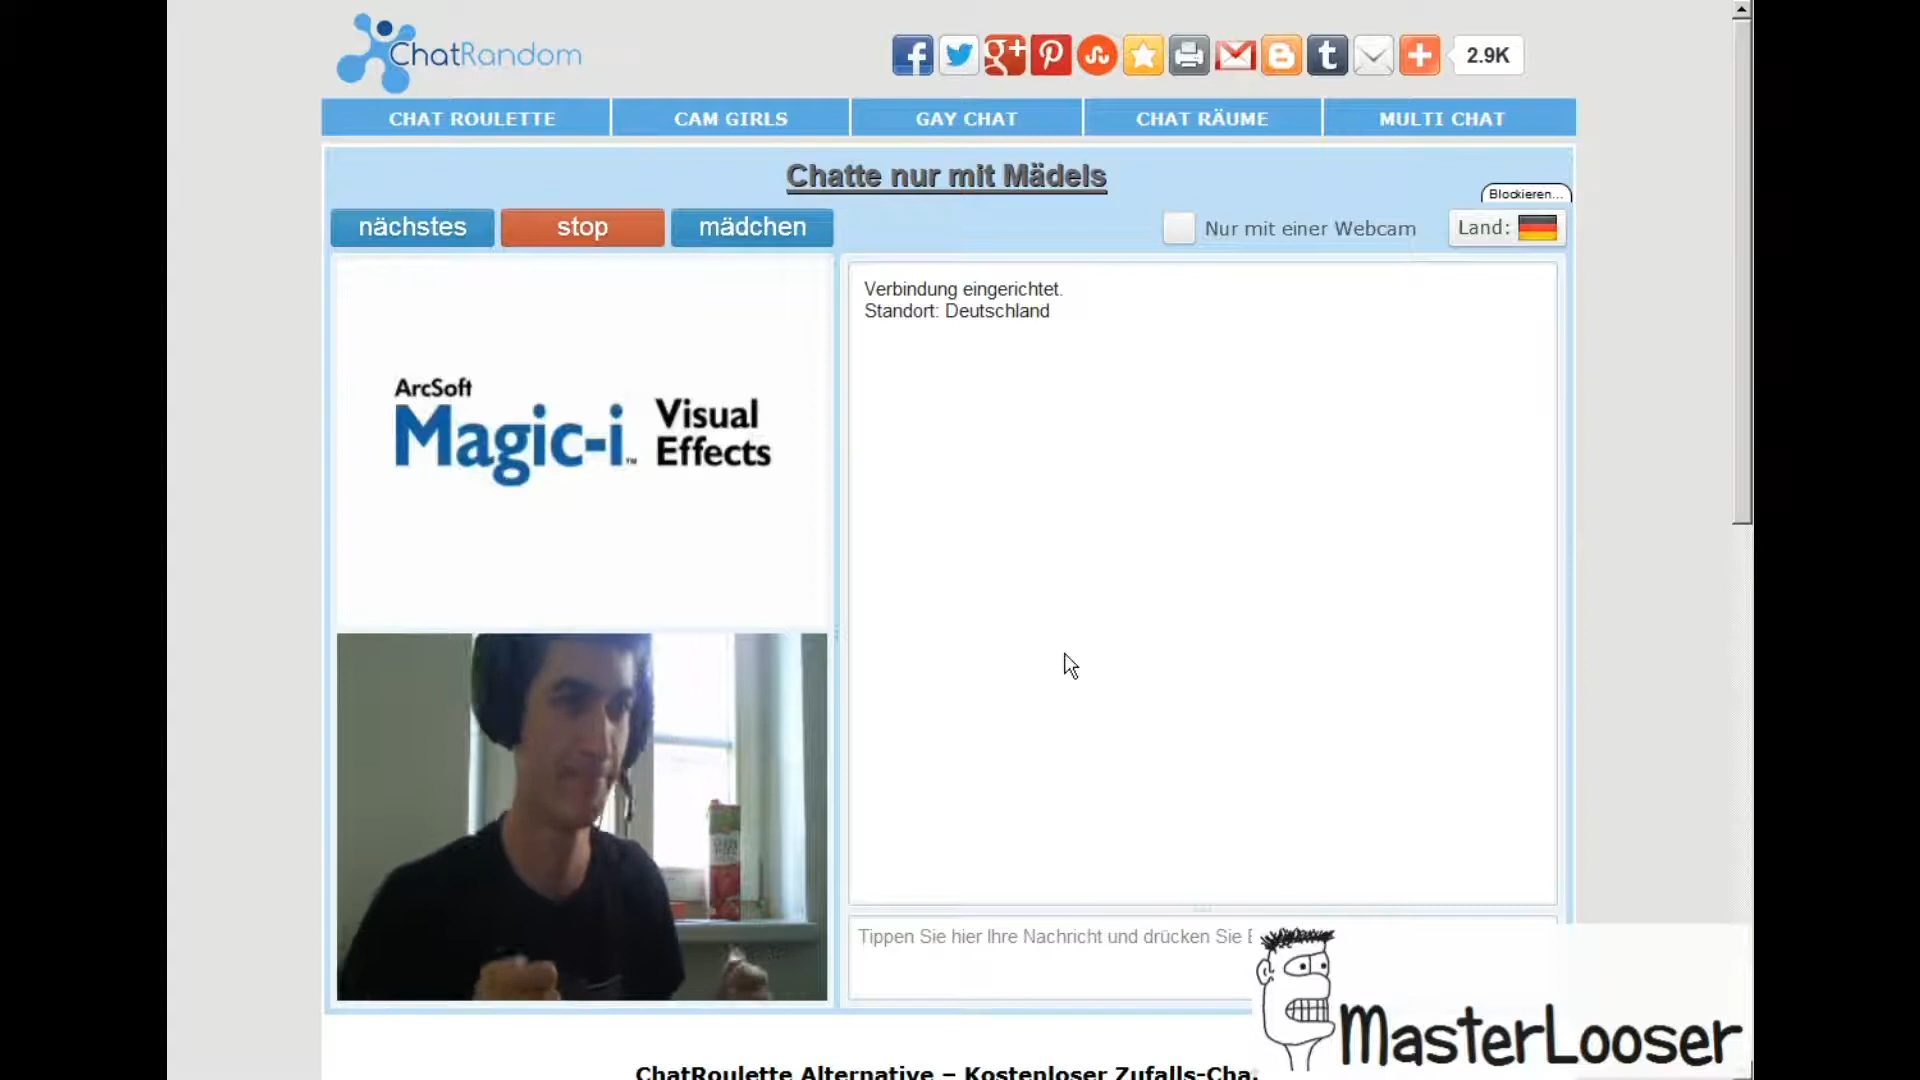 ChatRandom
2.9K
CHAT ROULETTE
CAM GIRLS
GAY CHAT
CHAT RÄUME
MULTI CHAT
Chatte nur mit Mädels
Blockieren...
nächstes
stop
mädchen
Nur mit einer Webcam
Land:
ArcSoft
Magic-i™ Visual Effects
Verbindung eingerichtet.
Standort: Deutschland
Tippen Sie hier Ihre Nachricht und drücken Sie
MasterLooser
ChatRoulette Alternative – Kostenloser Zufalls-Cha